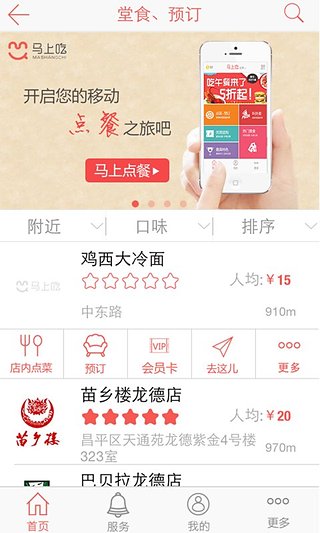 堂食、预订
马上吃
MASHANGCHI
开启您的移动
点餐之旅吧
马上点餐
马上吃
吃午餐来了
5折起!
附近
口味
排序
鸡西大冷面
马上吃
人均:￥15
中东路
910m
店内点菜
预订
VIP
会员卡
去这儿
更多
苗乡楼龙德店
人均:￥20
苗乡楼
昌平区天通苑龙德紫金4号楼
323室
970m
巴贝拉龙德店
首页
服务
我的
更多